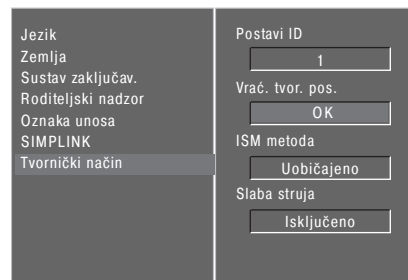 Jezik
Zemlja
Sustav zaključav.
Roditeljski nadzor
Oznaka unosa
SIMPLINK
Tvornički način
Postavi ID
1
Vrać. tvor. pos.
OK
ISM metoda
Uobičajeno
Slaba struja
Isključeno